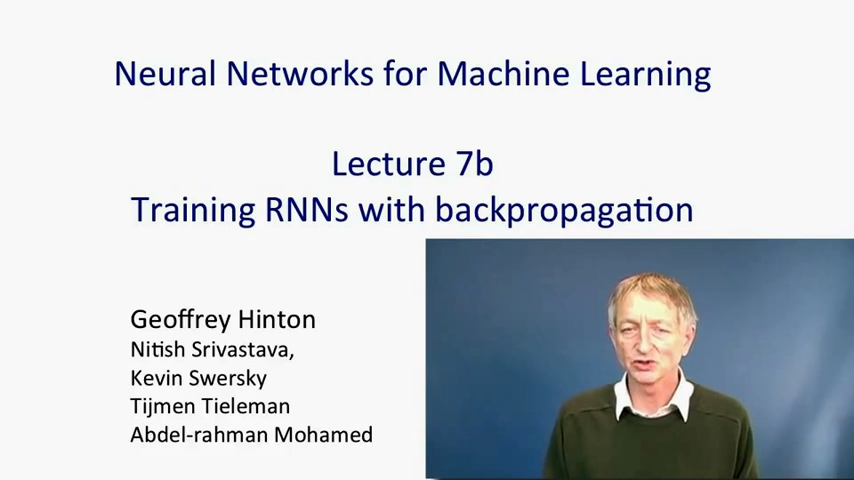 Neural Networks for Machine Learning
Lecture 7b
Training RNNs with backpropagation
Geoffrey Hinton
Nitish Srivastava,
Kevin Swersky
Tijmen Tieleman
Abdel-rahman Mohamed